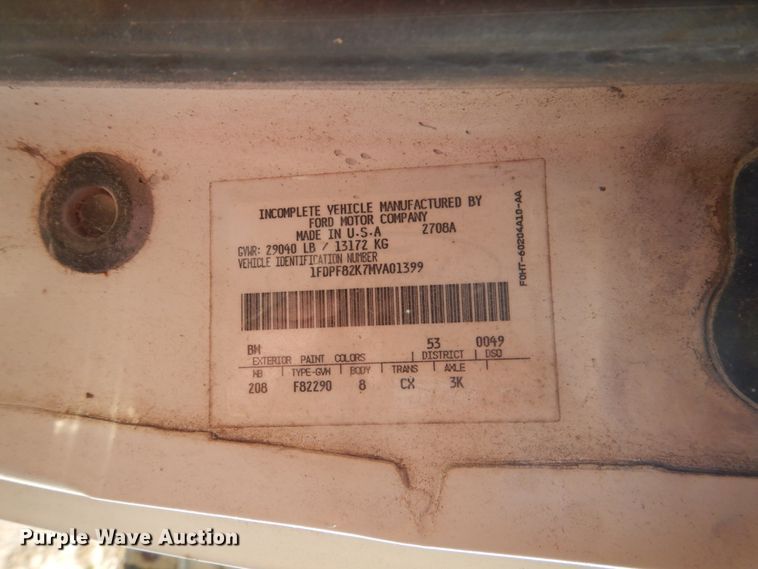 INCOMPLETE VEHICLE MANUFACTURED BY
FORD MOTOR COMPANY
MADE IN U.S.A 2708A
GVWR: 29040 LB / 13172 KG
VEHICLE IDENTIFICATION NUMBER
1FDPF82K7MVA01399
F0HT-60204A10-AA
BM 53 0049
EXTERIOR PAINT COLORS DISTRICT DSO
WB TYPE-GVW BODY TRANS AXLE
208 F82290 8 CX 3K
Purple Wave Auction